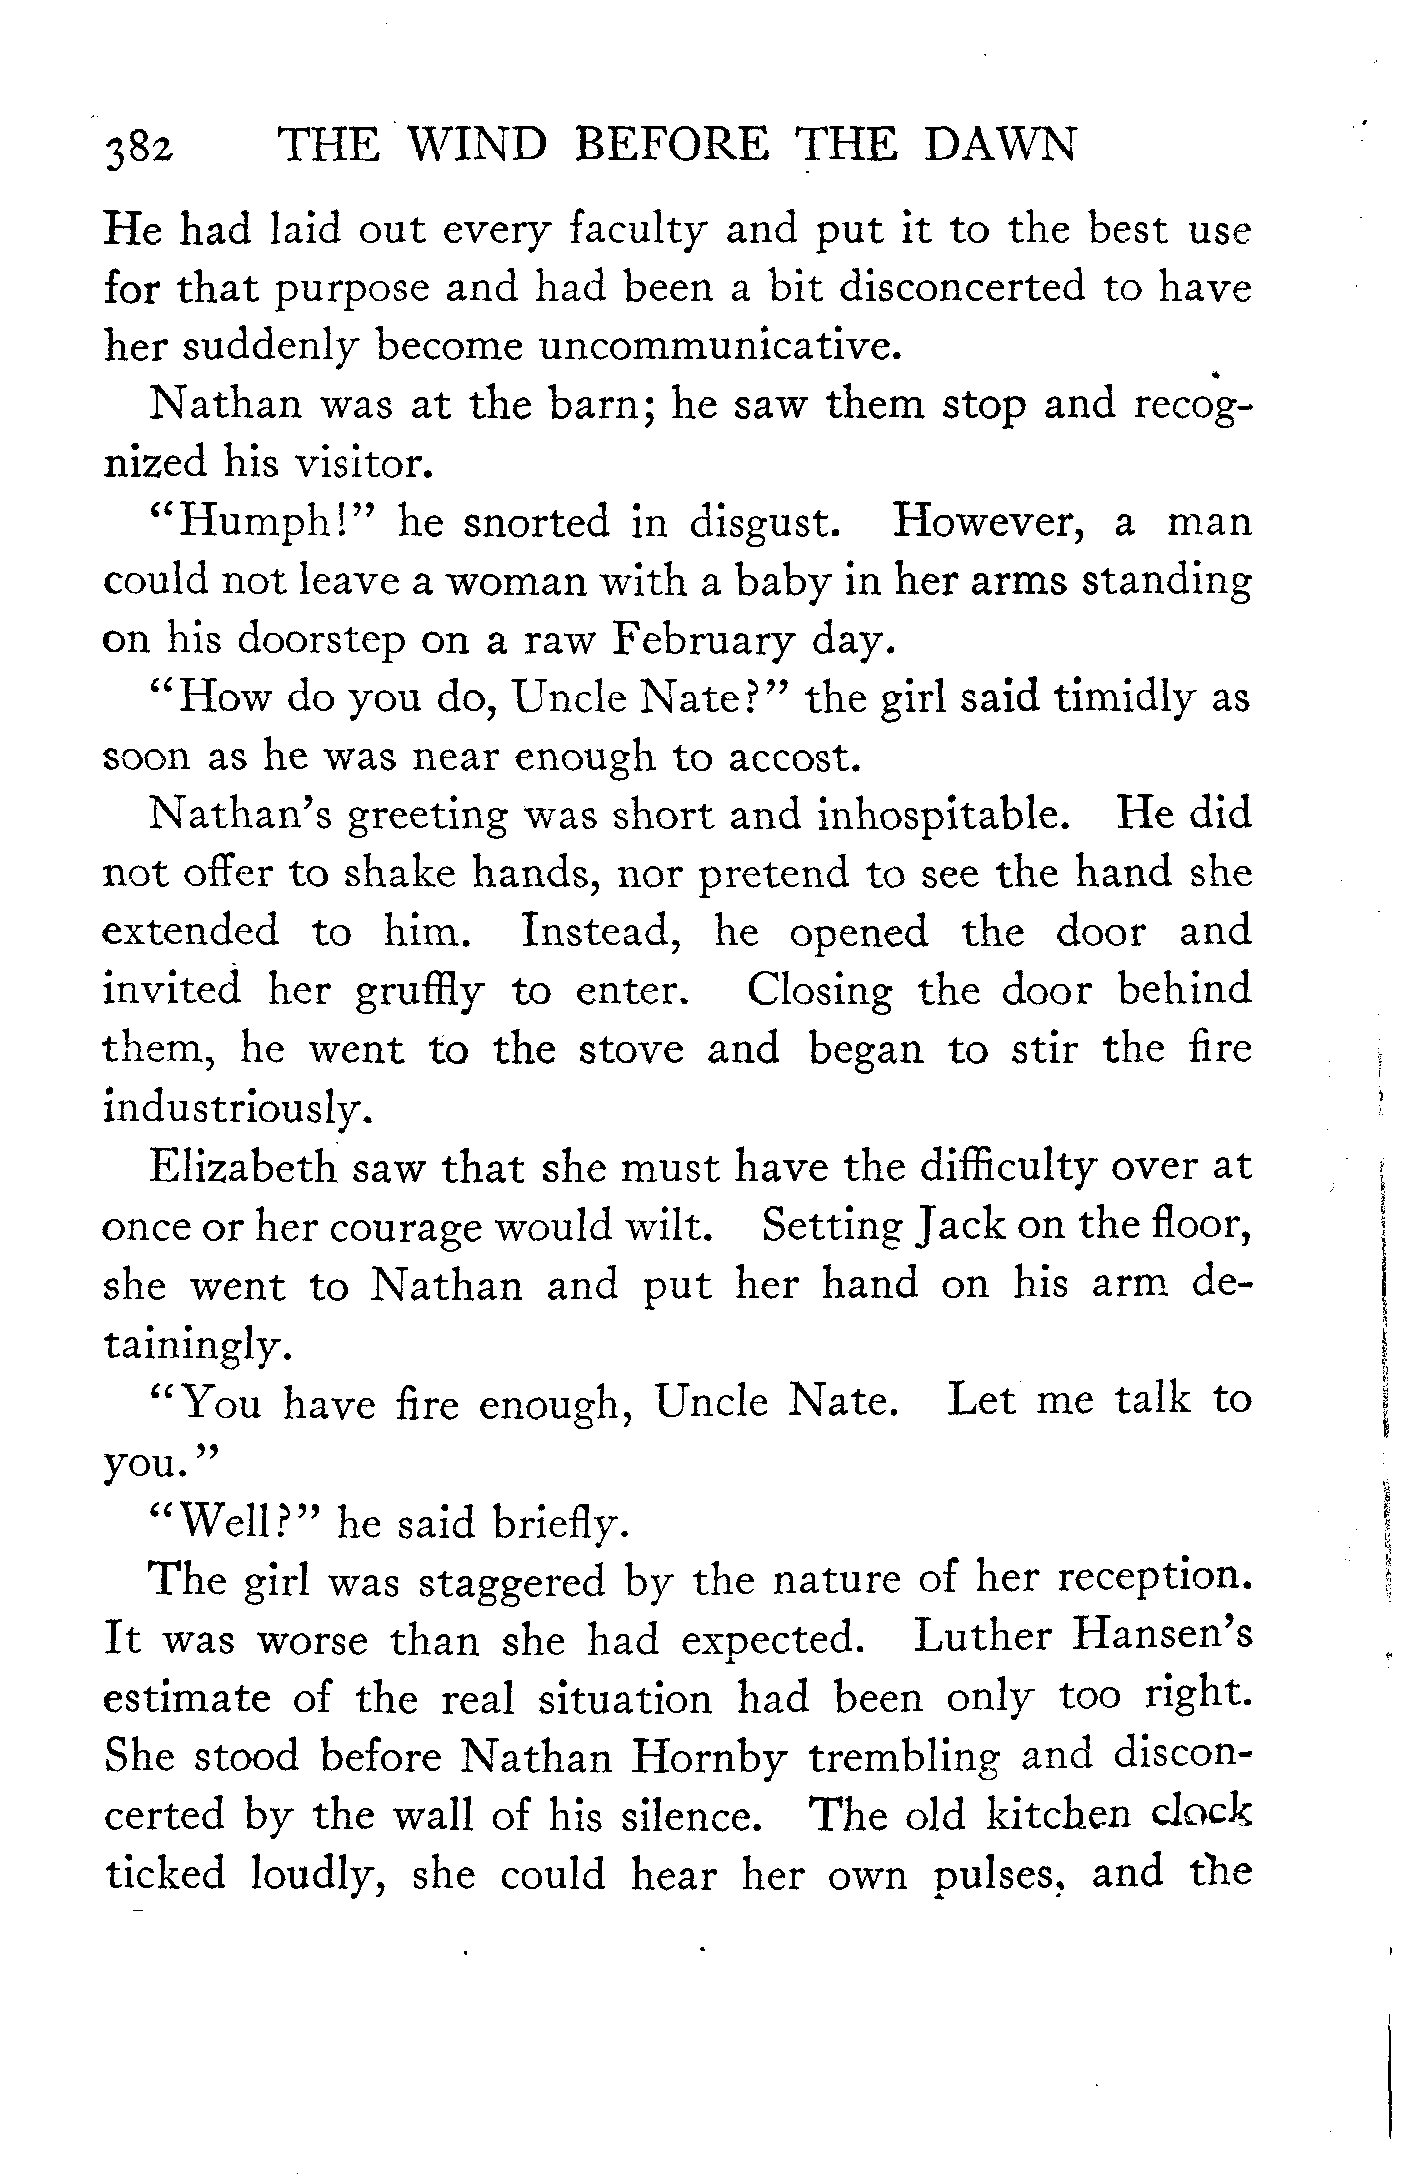 382 THE WIND BEFORE THE DAWN
He had laid out every faculty and put it to the best use
for that purpose and had been a bit disconcerted to have
her suddenly become uncommunicative.
Nathan was at the barn; he saw them stop and recog-
nized his visitor.
“Humph!” he snorted in disgust. However, a man
could not leave a woman with a baby in her arms standing
on his doorstep on a raw February day.
“How do you do, Uncle Nate?” the girl said timidly as
soon as he was near enough to accost.
Nathan’s greeting was short and inhospitable. He did
not offer to shake hands, nor pretend to see the hand she
extended to him. Instead, he opened the door and
invited her gruffly to enter. Closing the door behind
them, he went to the stove and began to stir the fire
industriously.
Elizabeth saw that she must have the difficulty over at
once or her courage would wilt. Setting Jack on the floor,
she went to Nathan and put her hand on his arm de-
tainingly.
“You have fire enough, Uncle Nate. Let me talk to
you.”
“Well?” he said briefly.
The girl was staggered by the nature of her reception.
It was worse than she had expected. Luther Hansen’s
estimate of the real situation had been only too right.
She stood before Nathan Hornby trembling and discon-
certed by the wall of his silence. The old kitchen clock
ticked loudly, she could hear her own pulses, and the